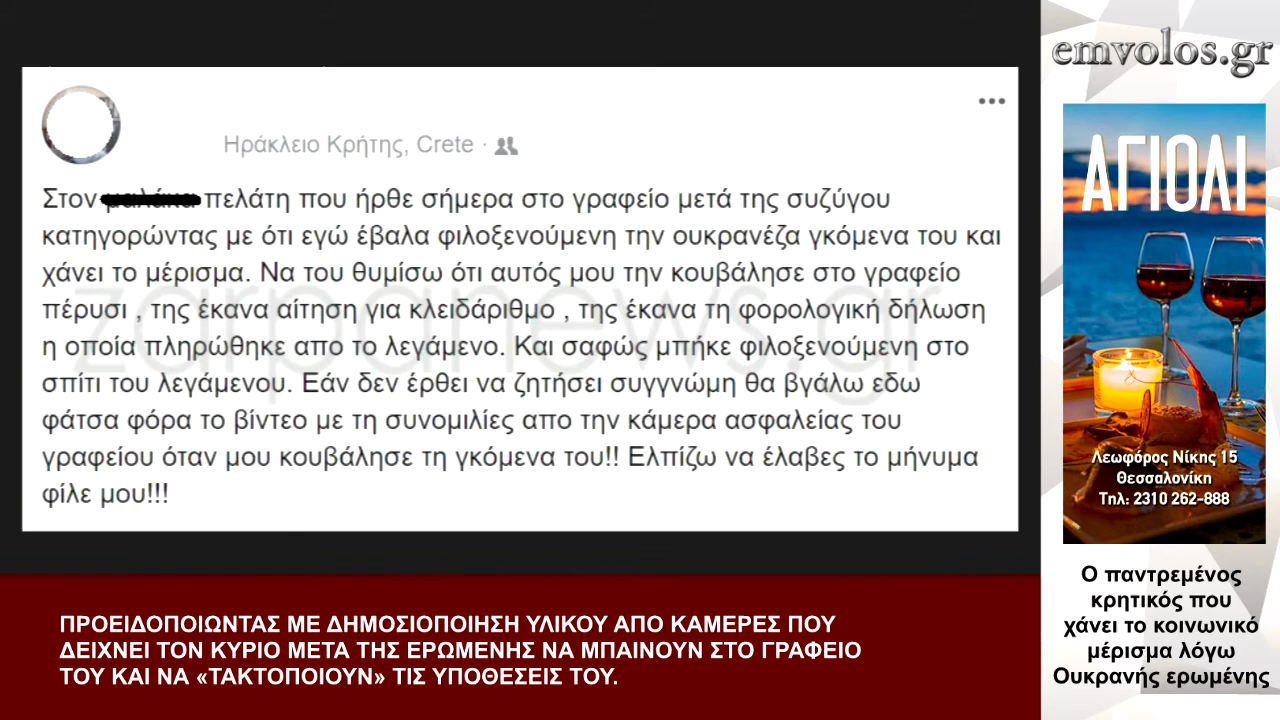 Ηράκλειο Κρήτης, Crete ·
Στον μαλάκα πελάτη που ήρθε σήμερα στο γραφείο μετά της συζύγου
κατηγορώντας με ότι εγώ έβαλα φιλοξενούμενη την ουκρανέζα γκόμενα του και
χάνει το μέρισμα. Να του θυμίσω ότι αυτός μου την κουβάλησε στο γραφείο
πέρυσι , της έκανα αίτηση για κλειδάριθμο , της έκανα τη φορολογική δήλωση
η οποία πληρώθηκε απο το λεγάμενο. Και σαφώς μπήκε φιλοξενούμενη στο
σπίτι του λεγάμενου. Εάν δεν έρθει να ζητήσει συγγνώμη θα βγάλω εδω
φάτσα φόρα το βίντεο με τη συνομιλίες απο την κάμερα ασφαλείας του
γραφείου όταν μου κουβάλησε τη γκόμενα του!! Ελπίζω να έλαβες το μήνυμα
φίλε μου!!!
zarpanews.gr
ΠΡΟΕΙΔΟΠΟΙΩΝΤΑΣ ΜΕ ΔΗΜΟΣΙΟΠΟΙΗΣΗ ΥΛΙΚΟΥ ΑΠΟ ΚΑΜΕΡΕΣ ΠΟΥ
ΔΕΙΧΝΕΙ ΤΟΝ ΚΥΡΙΟ ΜΕΤΑ ΤΗΣ ΕΡΩΜΕΝΗΣ ΝΑ ΜΠΑΙΝΟΥΝ ΣΤΟ ΓΡΑΦΕΙΟ
ΤΟΥ ΚΑΙ ΝΑ «ΤΑΚΤΟΠΟΙΟΥΝ» ΤΙΣ ΥΠΟΘΕΣΕΙΣ ΤΟΥ.
emvolos.gr
ΑΓΙΟΛΙ
Λεωφόρος Νίκης 15
Θεσσαλονίκη
Τηλ: 2310 262-888
Ο παντρεμένος
κρητικός που
χάνει το κοινωνικό
μέρισμα λόγω
Ουκρανής ερωμένης